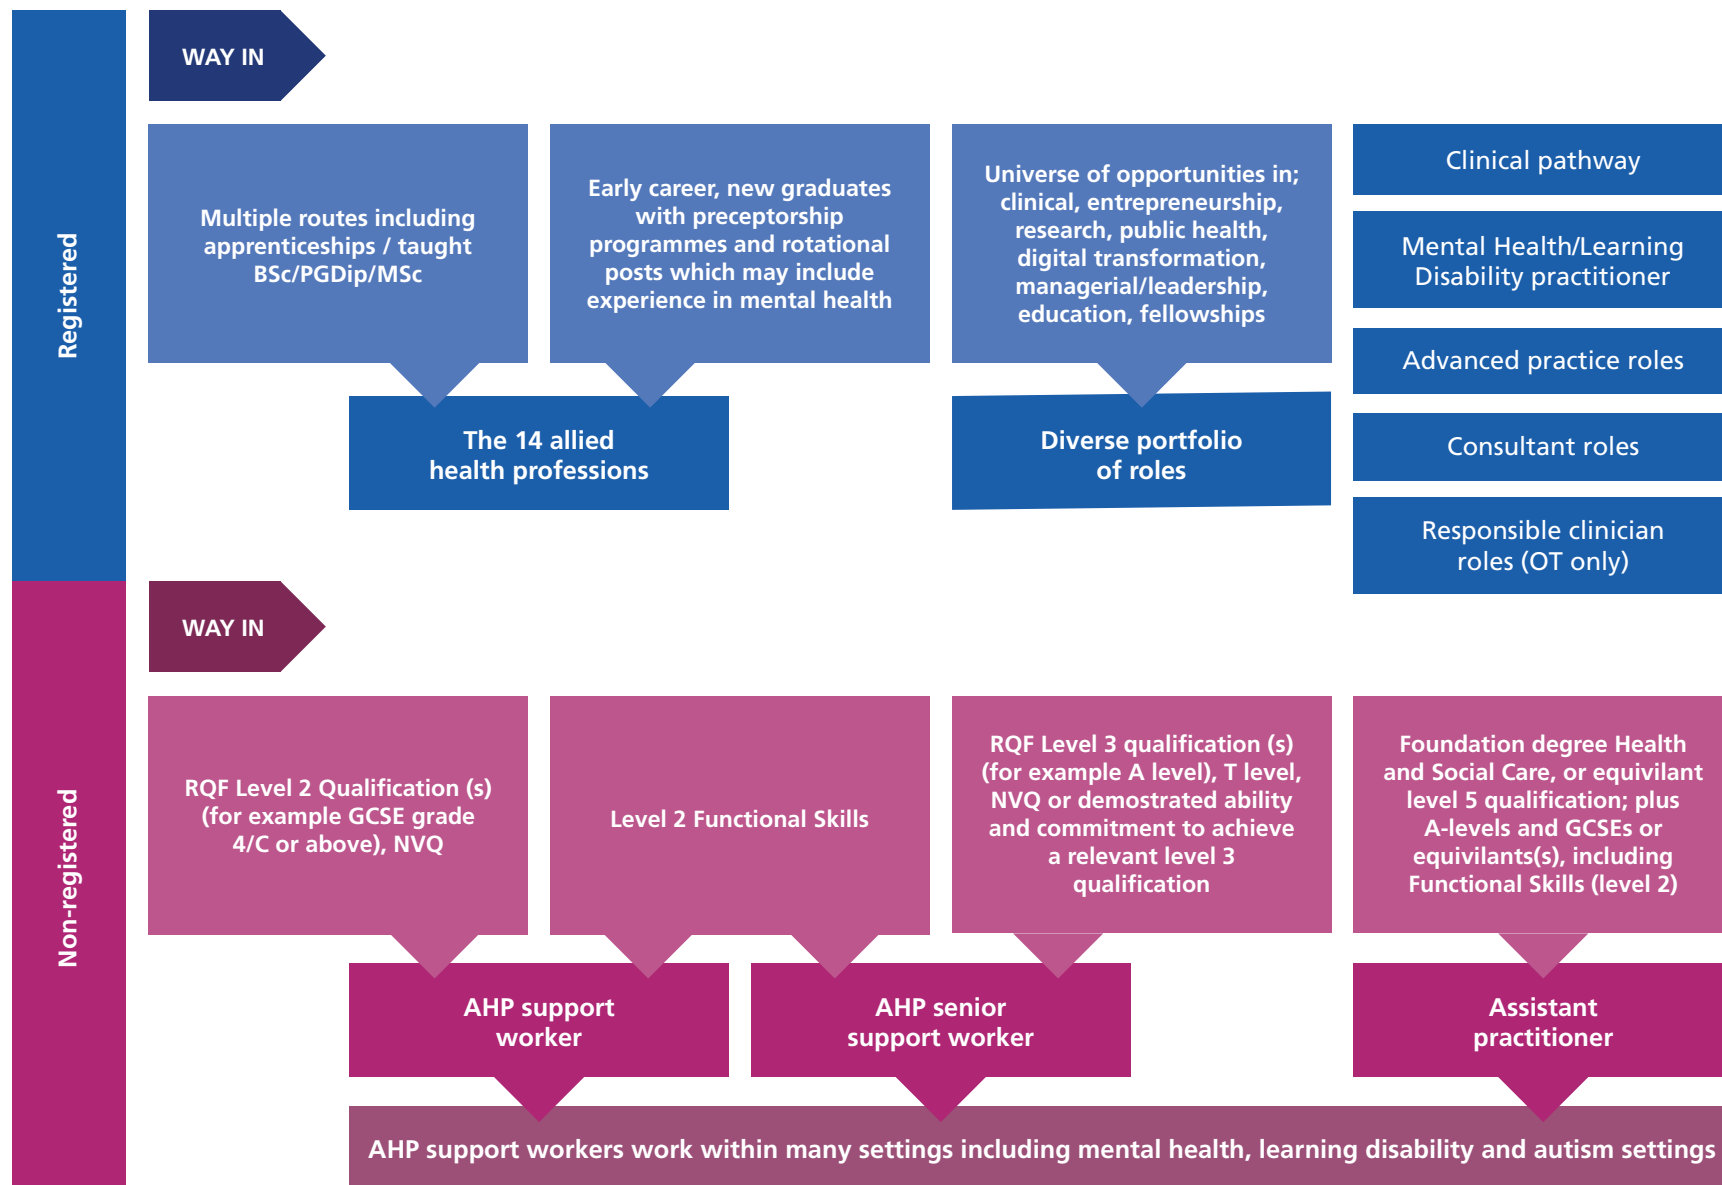 Registered
WAY IN
Multiple routes including
apprenticeships / taught
BSc/PGDip/MSc
Early career, new graduates
with preceptorship
programmes and rotational
posts which may include
experience in mental health
Universe of opportunities in;
clinical, entrepreneurship,
research, public health,
digital transformation,
managerial/leadership,
education, fellowships
Clinical pathway
Mental Health/Learning
Disability practitioner
Advanced practice roles
Consultant roles
Responsible clinician
roles (OT only)
The 14 allied
health professions
Diverse portfolio
of roles
Non-registered
WAY IN
RQF Level 2 Qualification (s)
(for example GCSE grade
4/C or above), NVQ
Level 2 Functional Skills
RQF Level 3 qualification (s)
(for example A level), T level,
NVQ or demostrated ability
and commitment to achieve
a relevant level 3
qualification
Foundation degree Health
and Social Care, or equivilant
level 5 qualification; plus
A-levels and GCSEs or
equivilants(s), including
Functional Skills (level 2)
AHP support
worker
AHP senior
support worker
Assistant
practitioner
AHP support workers work within many settings including mental health, learning disability and autism settings